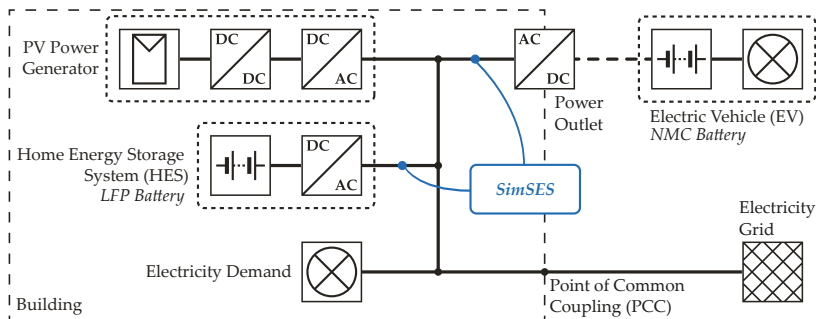 PV Power
Generator
DC
DC
DC
AC
AC
DC
Power
Outlet
Electric Vehicle (EV)
NMC Battery
Home Energy Storage
System (HES)
LFP Battery
DC
AC
SimSES
Electricity
Grid
Electricity Demand
Point of Common
Coupling (PCC)
Building